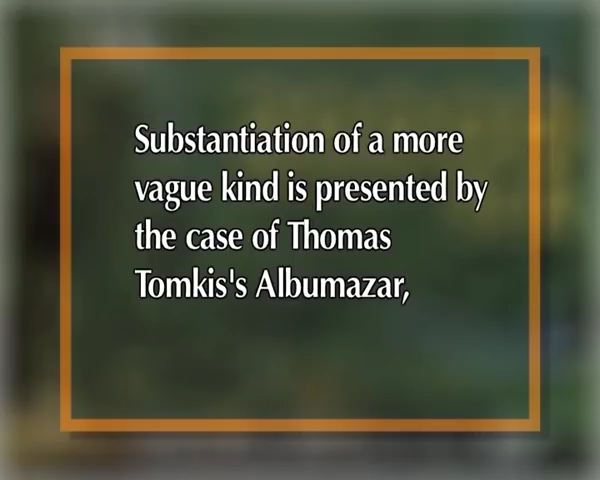 Substantiation of a more
vague kind is presented by
the case of Thomas
Tomkis's Albumazar,